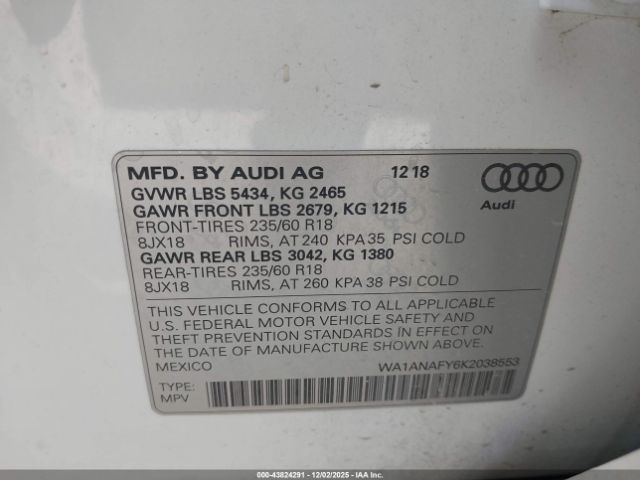 MFD. BY AUDI AG 12 18
GVWR LBS 5434, KG 2465
GAWR FRONT LBS 2679, KG 1215
FRONT-TIRES 235/60 R18
8JX18 RIMS, AT 240 KPA 35 PSI COLD
GAWR REAR LBS 3042, KG 1380
REAR-TIRES 235/60 R18
8JX18 RIMS, AT 260 KPA 38 PSI COLD
Audi
THIS VEHICLE CONFORMS TO ALL APPLICABLE
U.S. FEDERAL MOTOR VEHICLE SAFETY AND
THEFT PREVENTION STANDARDS IN EFFECT ON
THE DATE OF MANUFACTURE SHOWN ABOVE.
MEXICO WA1ANAFY6K2038553
TYPE:
MPV
000-43824291 - 12/02/2025 - IAAI.COM